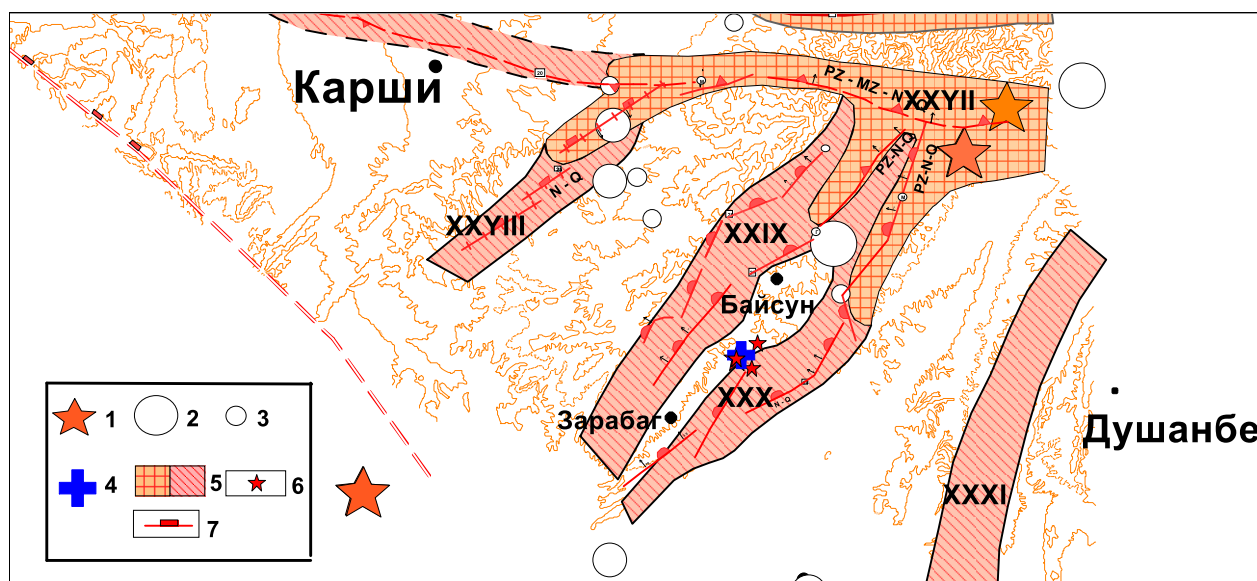 Карши
20
PZ - MZ - N - Q
XXYII
PZ-N-Q
PZ-N-Q
N - Q
XXYIII
XXIX
Байсун
XXX
N - Q
Зарабаг
Душанбе
XXXI
1
2
3
4
5
6
7